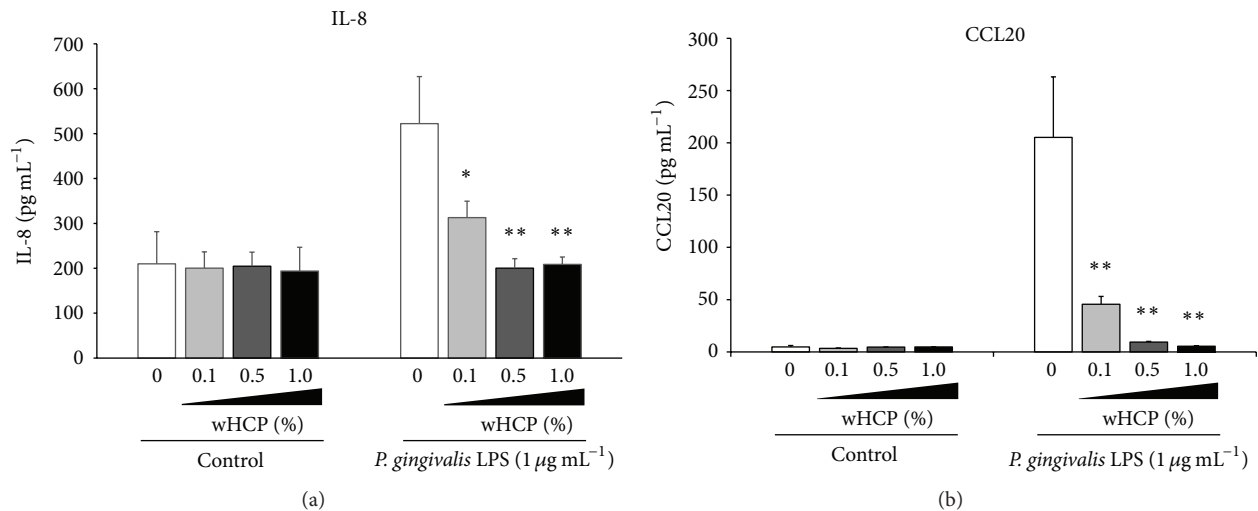 IL-8
700
600
500
400
300
200
100
0
IL-8 (pg mL⁻¹)
*
** **
0 0.1 0.5 1.0 0 0.1 0.5 1.0
wHCP (%) wHCP (%)
Control P. gingivalis LPS (1 μg mL⁻¹)
(a)
CCL20
300
250
200
150
100
50
0
CCL20 (pg mL⁻¹)
**
** **
0 0.1 0.5 1.0 0 0.1 0.5 1.0
wHCP (%) wHCP (%)
Control P. gingivalis LPS (1 μg mL⁻¹)
(b)